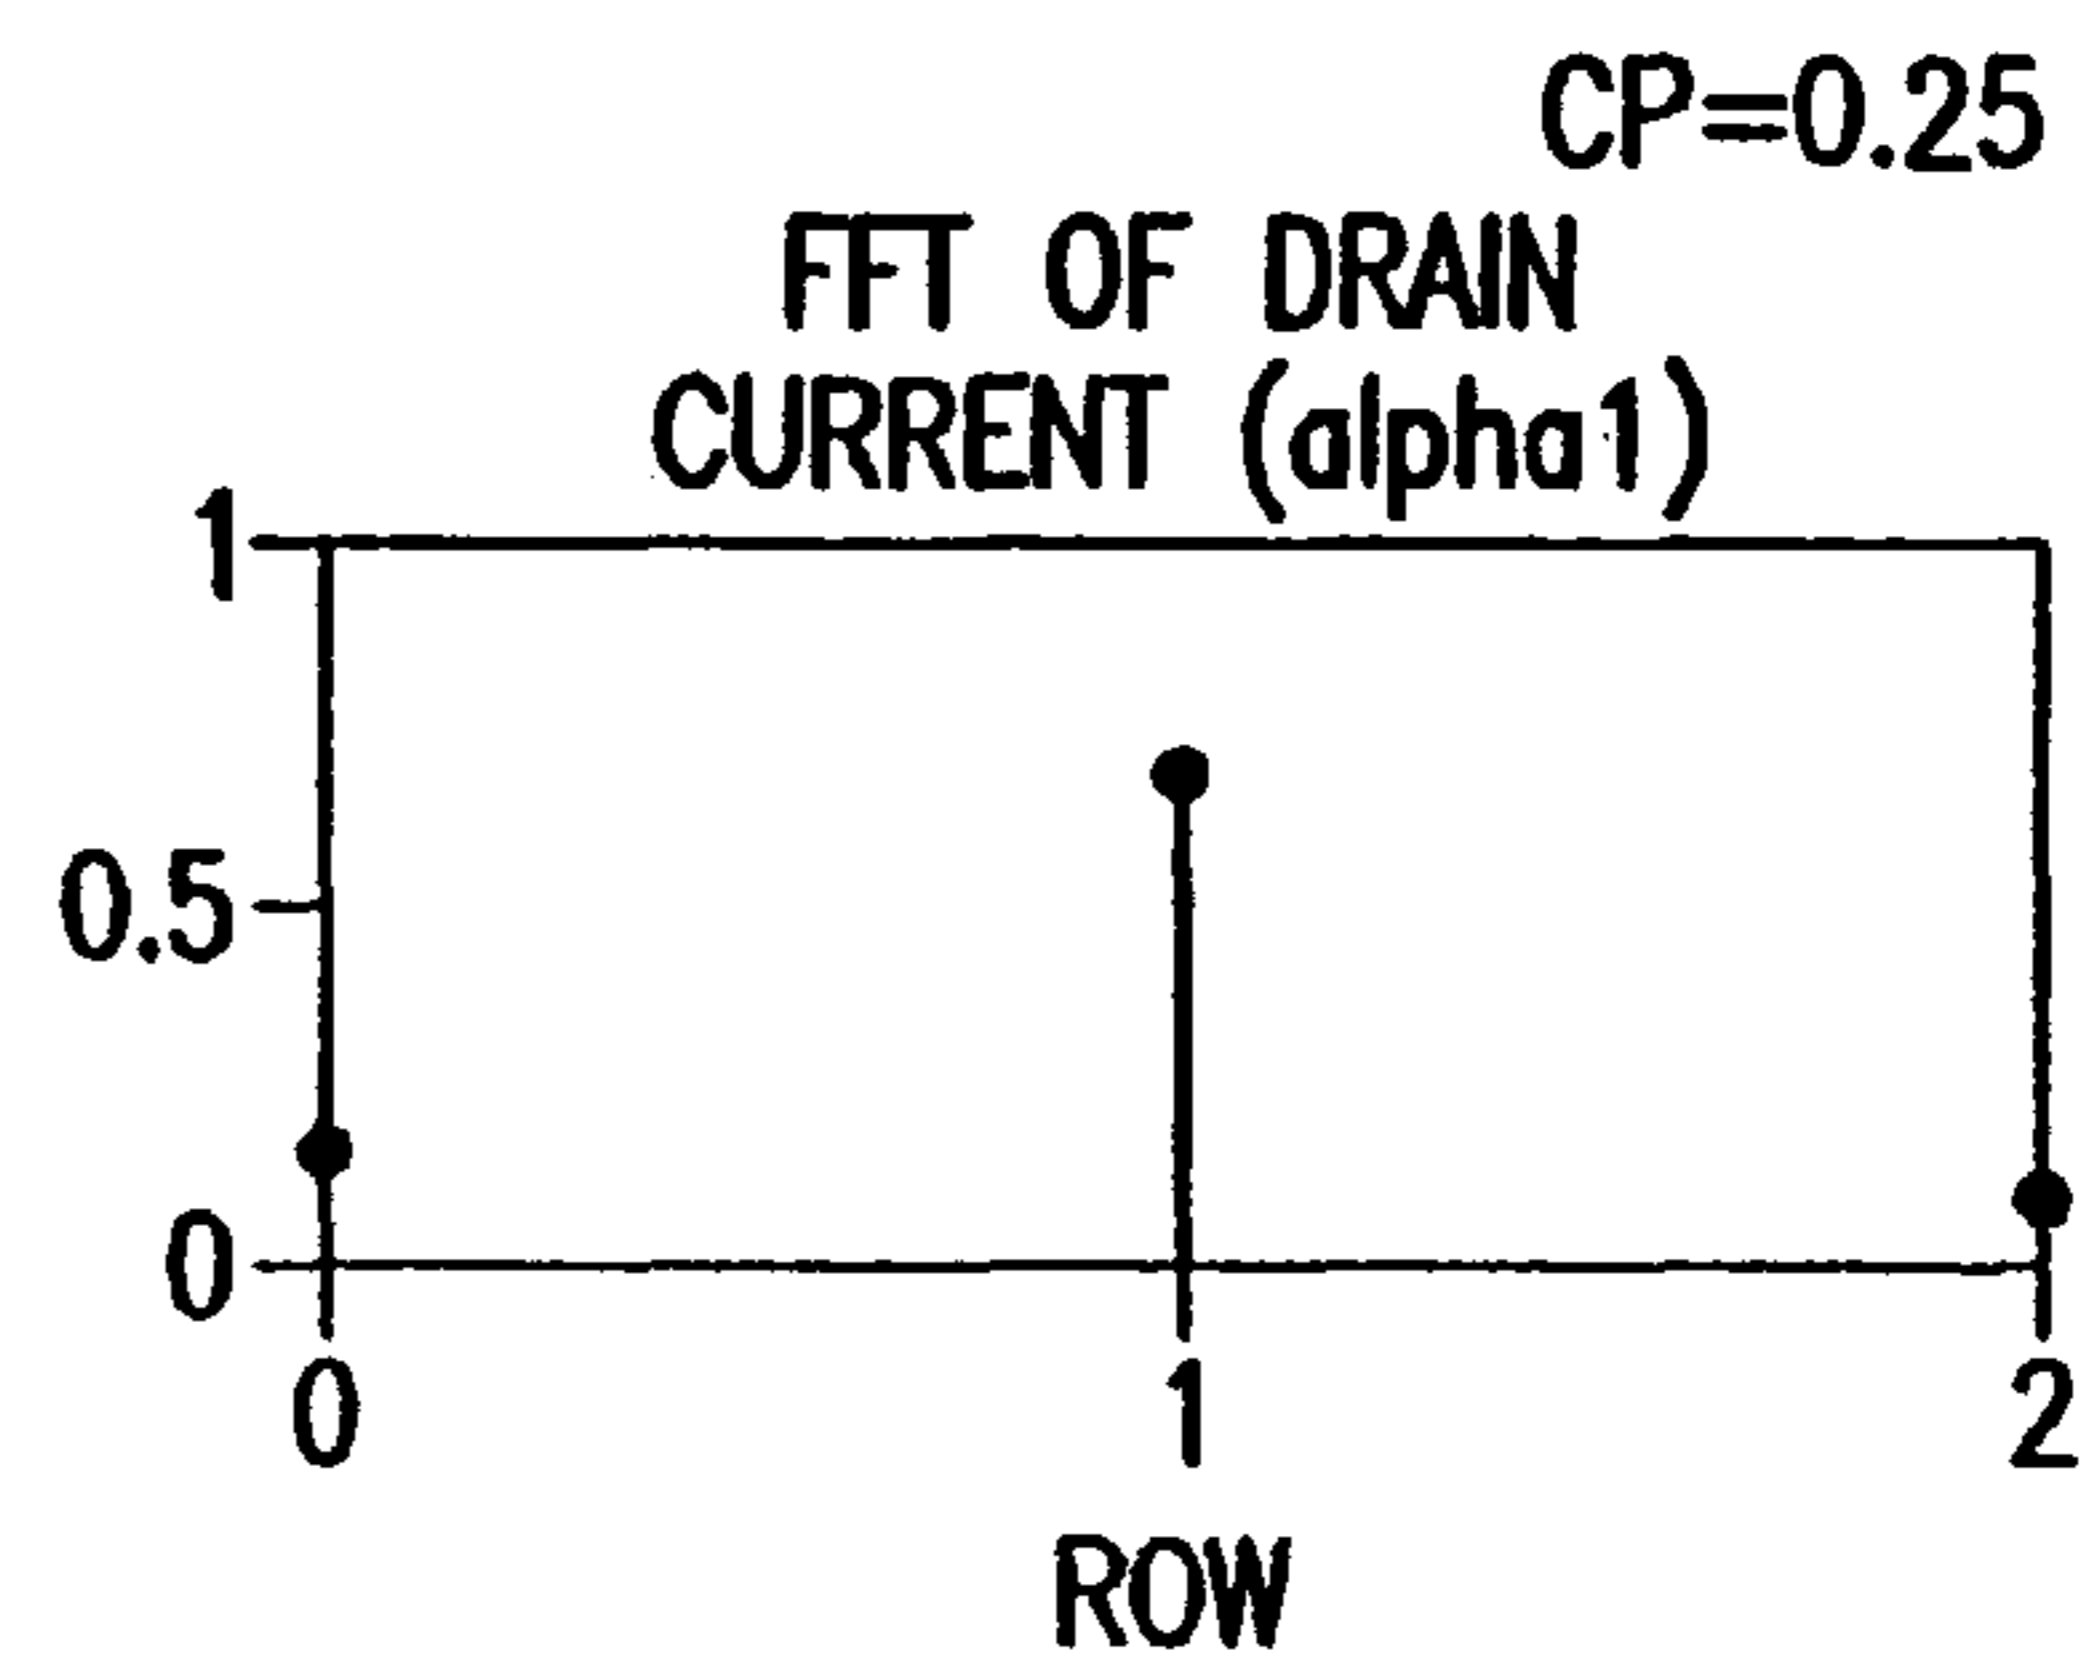 CP=0.25
FFT OF DRAIN
CURRENT (alpha1)
1
0.5
0
0 1 2
ROW